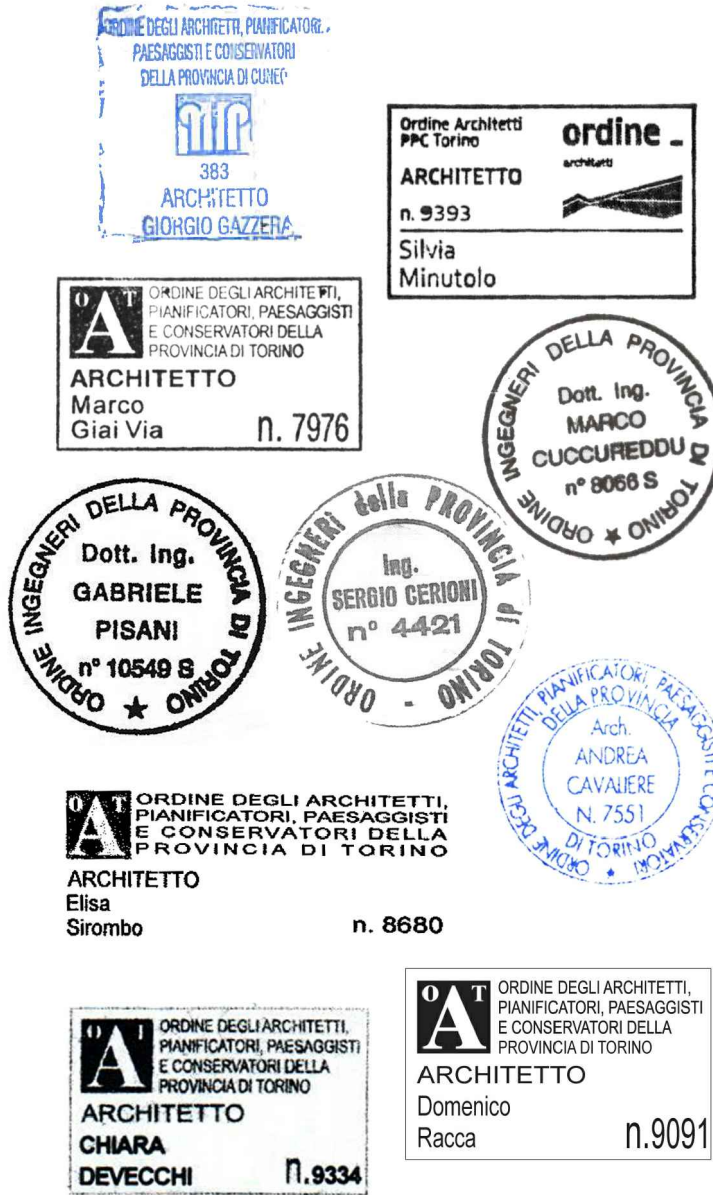 ORDINE DEGLI ARCHITETTI, PIANIFICATORI,
PAESAGGISTI E CONSERVATORI
DELLA PROVINCIA DI CUNEO
383
ARCHITETTO
GIORGIO GAZZERA
Ordine Architetti
PPC Torino
ARCHITETTO
n. 9393
ordine
architetti
Silvia
Minutolo
OAT
ORDINE DEGLI ARCHITETTI,
PIANIFICATORI, PAESAGGISTI
E CONSERVATORI DELLA
PROVINCIA DI TORINO
ARCHITETTO
Marco
Giai Via
n. 7976
ORDINE INGEGNERI DELLA PROVINCIA DI TORINO
Dott. Ing.
MARCO
CUCCUREDDU
n° 8066 S
ORDINE INGEGNERI DELLA PROVINCIA DI TORINO
Dott. Ing.
GABRIELE
PISANI
n° 10549 S
ORDINE INGEGNERI della PROVINCIA di TORINO
Ing.
SERGIO CERIONI
n° 4421
ORDINE DEGLI ARCHITETTI PIANIFICATORI PAESAGGISTI E CONSERVATORI
DELLA PROVINCIA
Arch.
ANDREA
CAVALIERE
N. 7551
DI TORINO
OAT
ORDINE DEGLI ARCHITETTI,
PIANIFICATORI, PAESAGGISTI
E CONSERVATORI DELLA
PROVINCIA DI TORINO
ARCHITETTO
Elisa
Sirombo
n. 8680
OAT
ORDINE DEGLI ARCHITETTI,
PIANIFICATORI, PAESAGGISTI
E CONSERVATORI DELLA
PROVINCIA DI TORINO
ARCHITETTO
CHIARA
DEVECCHI
n.9334
OAT
ORDINE DEGLI ARCHITETTI,
PIANIFICATORI, PAESAGGISTI
E CONSERVATORI DELLA
PROVINCIA DI TORINO
ARCHITETTO
Domenico
Racca
n.9091